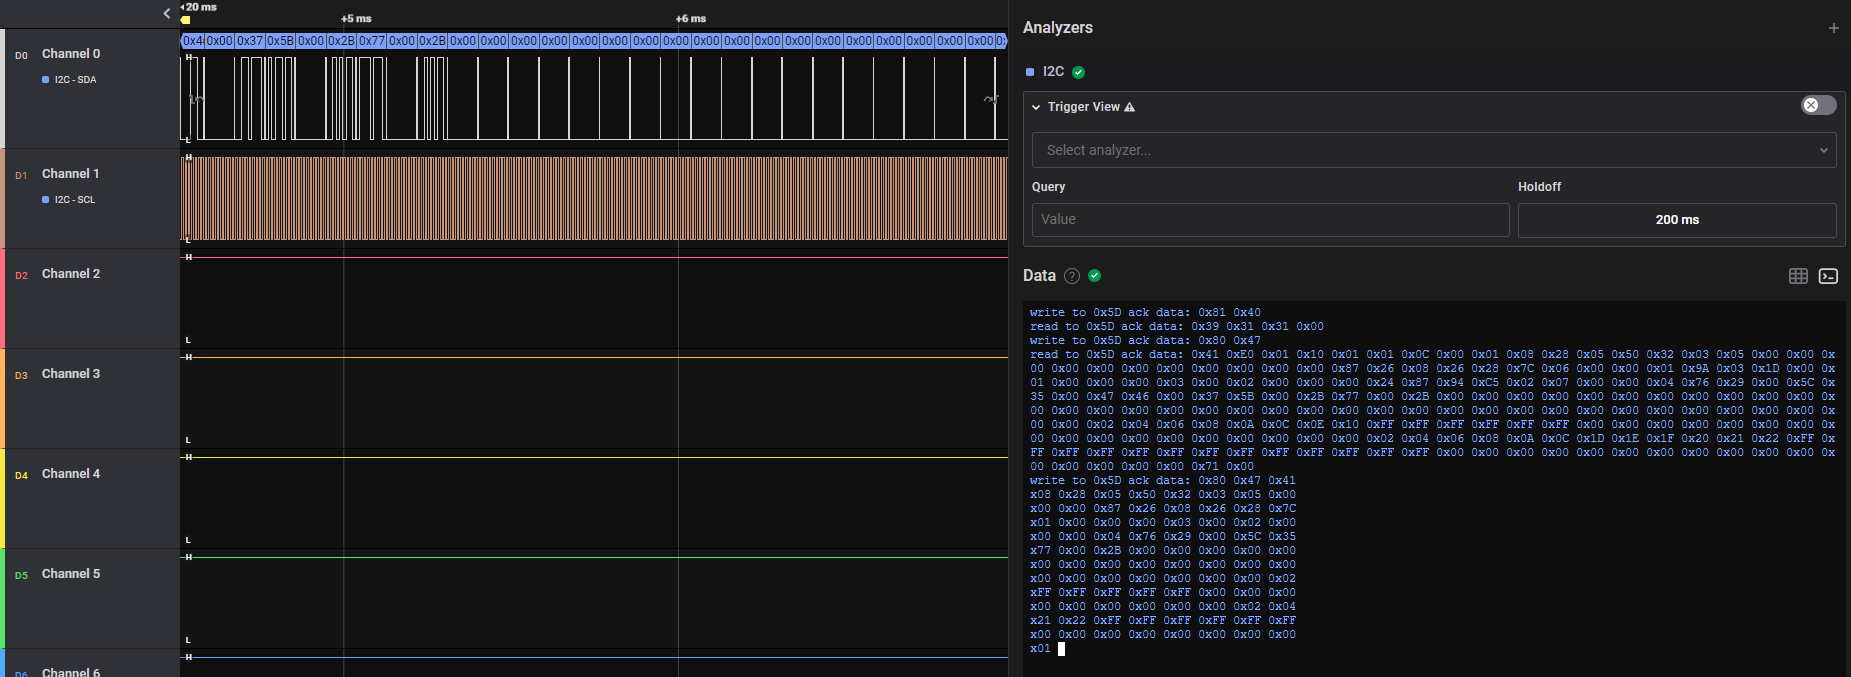 20 ms
+5 ms
+6 ms
D0 Channel 0
I2C - SDA
0x00 0x37 0x5B 0x00 0x2B 0x77 0x00 0x2B 0x00 0x00 0x00 0x00 0x00 0x00 0x00 0x00 0x00 0x00 0x00 0x00 0x00 0x00 0x00 0x00 0x00 0x00
H
L
D1 Channel 1
I2C - SCL
H
L
D2 Channel 2
H
L
D3 Channel 3
H
L
D4 Channel 4
H
L
D5 Channel 5
H
L
D6 Channel 6
H
Analyzers
I2C
Trigger View
Select analyzer...
Query
Holdoff
Value
200 ms
Data
write to 0x5D ack data: 0x81 0x40
read to 0x5D ack data: 0x39 0x31 0x31 0x00
write to 0x5D ack data: 0x80 0x47
read to 0x5D ack data: 0x41 0xE0 0x01 0x10 0x01 0x01 0x0C 0x00 0x01 0x08 0x28 0x05 0x50 0x32 0x03 0x05 0x00 0x00 0x
00 0x00 0x00 0x00 0x00 0x00 0x00 0x00 0x87 0x26 0x08 0x26 0x28 0x7C 0x06 0x00 0x00 0x01 0x9A 0x03 0x1D 0x00 0x
01 0x00 0x00 0x00 0x03 0x00 0x02 0x00 0x00 0x00 0x24 0x87 0x94 0xC5 0x02 0x07 0x00 0x00 0x04 0x76 0x29 0x00 0x5C 0x
35 0x00 0x47 0x46 0x00 0x37 0x5B 0x00 0x2B 0x77 0x00 0x2B 0x00 0x00 0x00 0x00 0x00 0x00 0x00 0x00 0x00 0x00 0x00 0x
00 0x00 0x00 0x00 0x00 0x00 0x00 0x00 0x00 0x00 0x00 0x00 0x00 0x00 0x00 0x00 0x00 0x00 0x00 0x00 0x00 0x00 0x00 0x
00 0x00 0x02 0x04 0x06 0x08 0x0A 0x0C 0x0E 0x10 0xFF 0xFF 0xFF 0xFF 0xFF 0xFF 0x00 0x00 0x00 0x00 0x00 0x00 0x00 0x
00 0x00 0x00 0x00 0x00 0x00 0x00 0x00 0x00 0x02 0x04 0x06 0x08 0x0A 0x0C 0x1D 0x1E 0x1F 0x20 0x21 0x22 0xFF 0x
FF 0xFF 0xFF 0xFF 0xFF 0xFF 0xFF 0xFF 0xFF 0xFF 0xFF 0x00 0x00 0x00 0x00 0x00 0x00 0x00 0x00 0x00 0x00 0x00 0x
00 0x00 0x00 0x00 0x00 0x71 0x00
write to 0x5D ack data: 0x80 0x47 0x41
x08 0x28 0x05 0x50 0x32 0x03 0x05 0x00
x00 0x00 0x87 0x26 0x08 0x26 0x28 0x7C
x01 0x00 0x00 0x00 0x03 0x00 0x02 0x00
x00 0x00 0x04 0x76 0x29 0x00 0x5C 0x35
x77 0x00 0x2B 0x00 0x00 0x00 0x00 0x00
x00 0x00 0x00 0x00 0x00 0x00 0x00 0x00
x00 0x00 0x00 0x00 0x00 0x00 0x00 0x02
xFF 0xFF 0xFF 0xFF 0xFF 0x00 0x00 0x00
x00 0x00 0x00 0x00 0x00 0x00 0x02 0x04
x21 0x22 0xFF 0xFF 0xFF 0xFF 0xFF 0xFF
x00 0x00 0x00 0x00 0x00 0x00 0x00 0x00
x01